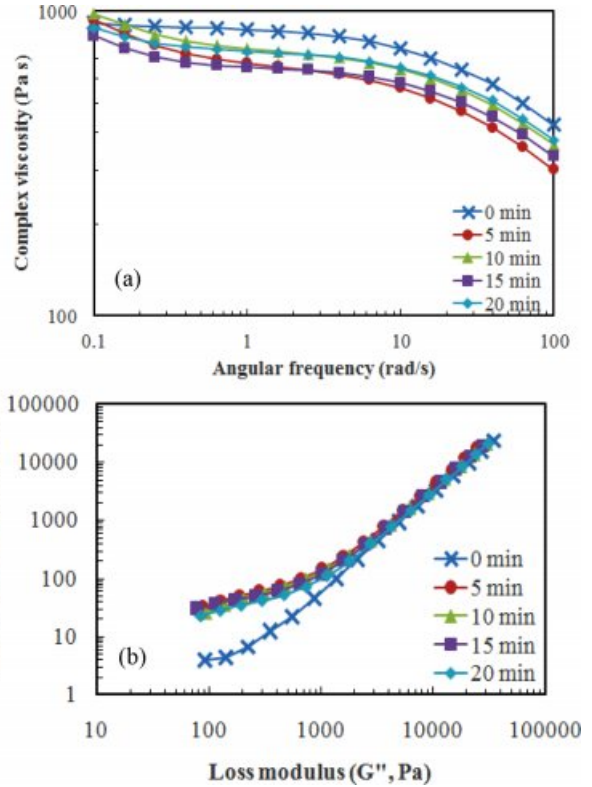 1000
100
Complex viscosity (Pa s)
(a)
0 min
5 min
10 min
15 min
20 min
0.1
1
10
100
Angular frequency (rad/s)
100000
10000
1000
100
10
1
(b)
0 min
5 min
10 min
15 min
20 min
10
100
1000
10000
100000
Loss modulus (G", Pa)